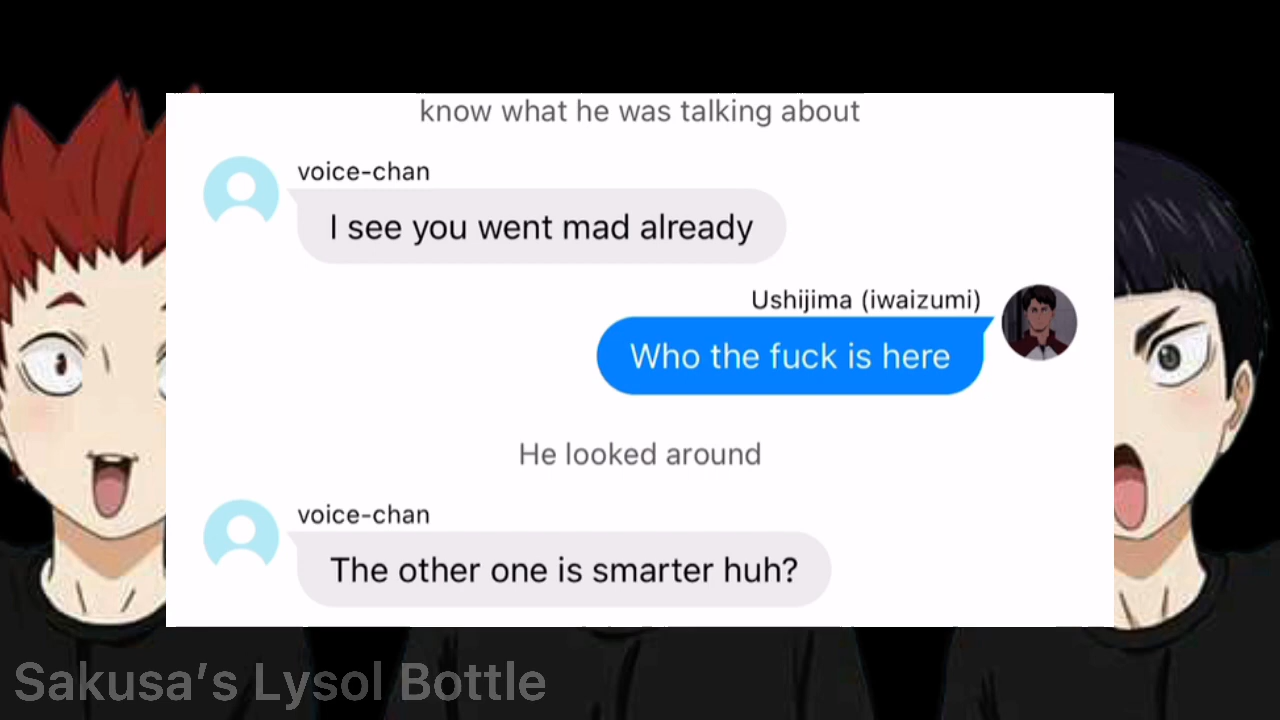 know what he was talking about
voice-chan
I see you went mad already
Ushijima (iwaizumi)
Who the fuck is here
He looked around
voice-chan
The other one is smarter huh?
Sakusa’s Lysol Bottle